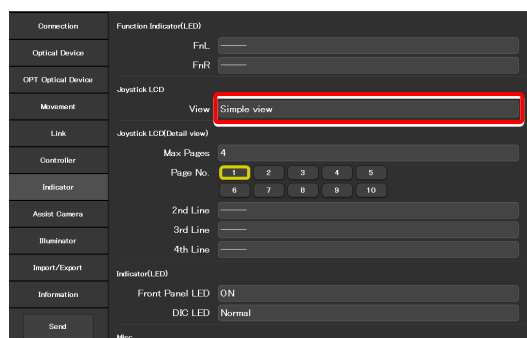 Connection
Optical Device
OPT Optical Device
Movement
Link
Controller
Indicator
Assist Camera
Illuminator
Import/Export
Information
Send
Function Indicator(LED)
FnL ----
FnR ----
Joystick LCD
View Simple view
Joystick LCD(Detail view)
Max Pages 4
Page No. 1 2 3 4 5
6 7 8 9 10
2nd Line ----
3rd Line ----
4th Line ----
Indicator(LED)
Front Panel LED ON
DIC LED Normal